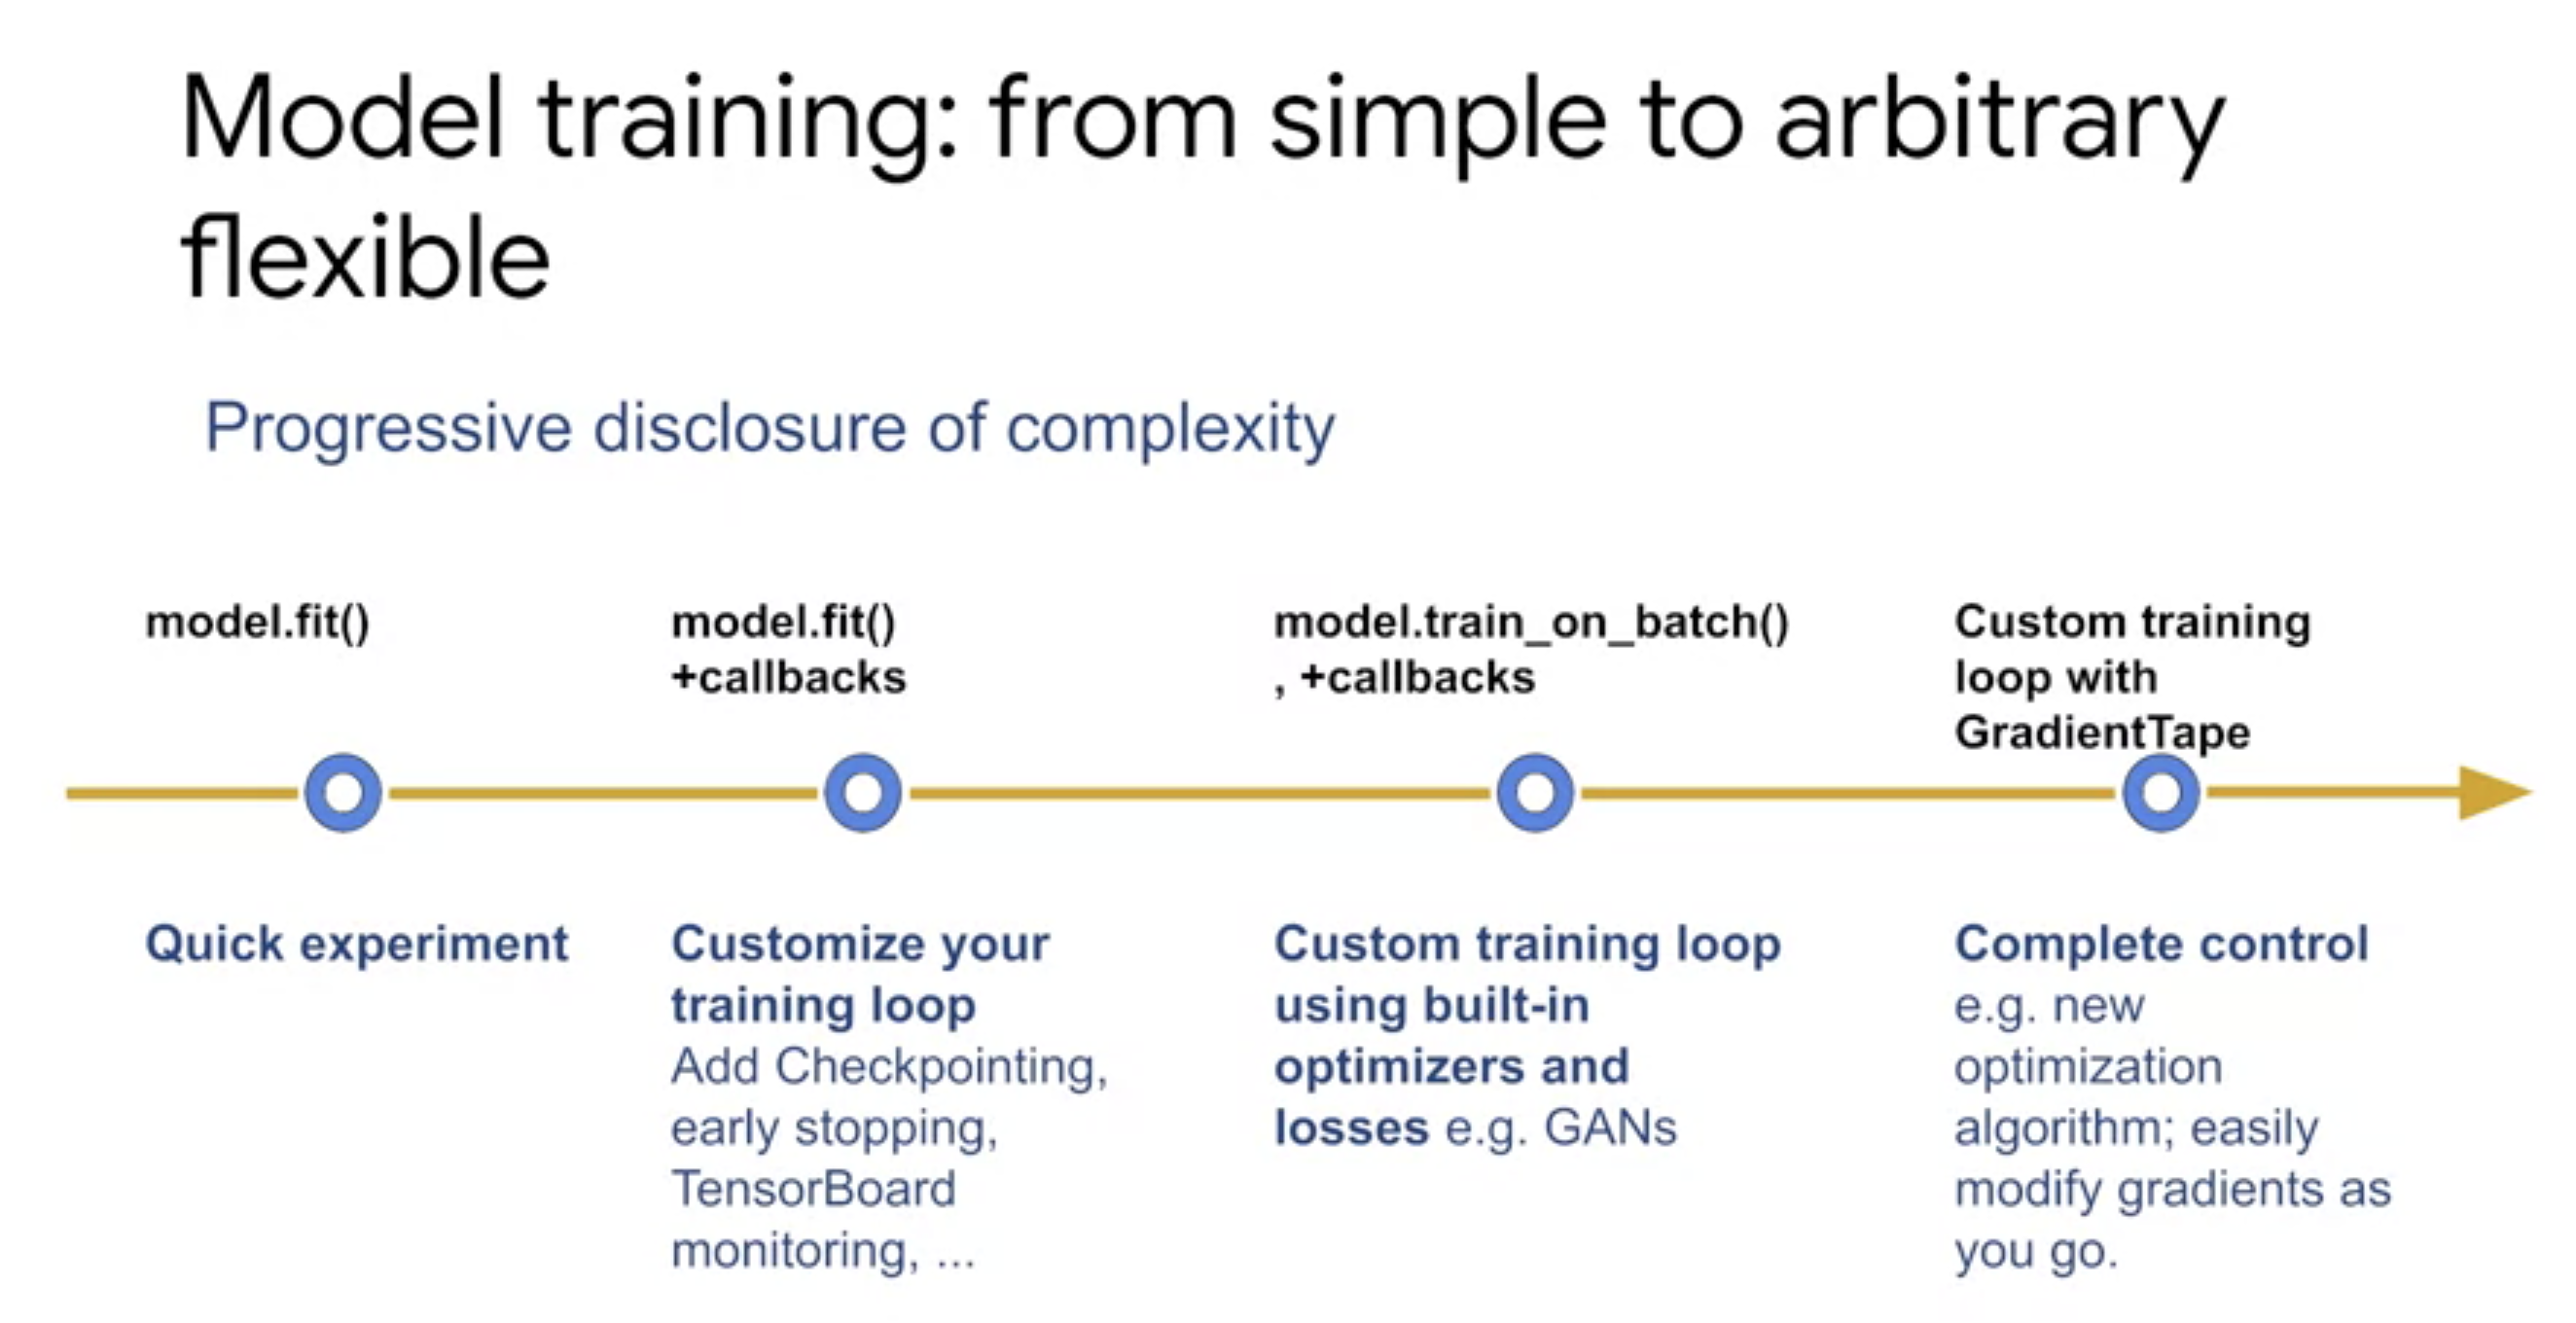 Model training: from simple to arbitrary
flexible
Progressive disclosure of complexity
model.fit()
model.fit()
+callbacks
model.train_on_batch()
, +callbacks
Custom training
loop with
GradientTape
Quick experiment
Customize your
training loop
Add Checkpointing,
early stopping,
TensorBoard
monitoring, ...
Custom training loop
using built-in
optimizers and
losses e.g. GANs
Complete control
e.g. new
optimization
algorithm; easily
modify gradients as
you go.